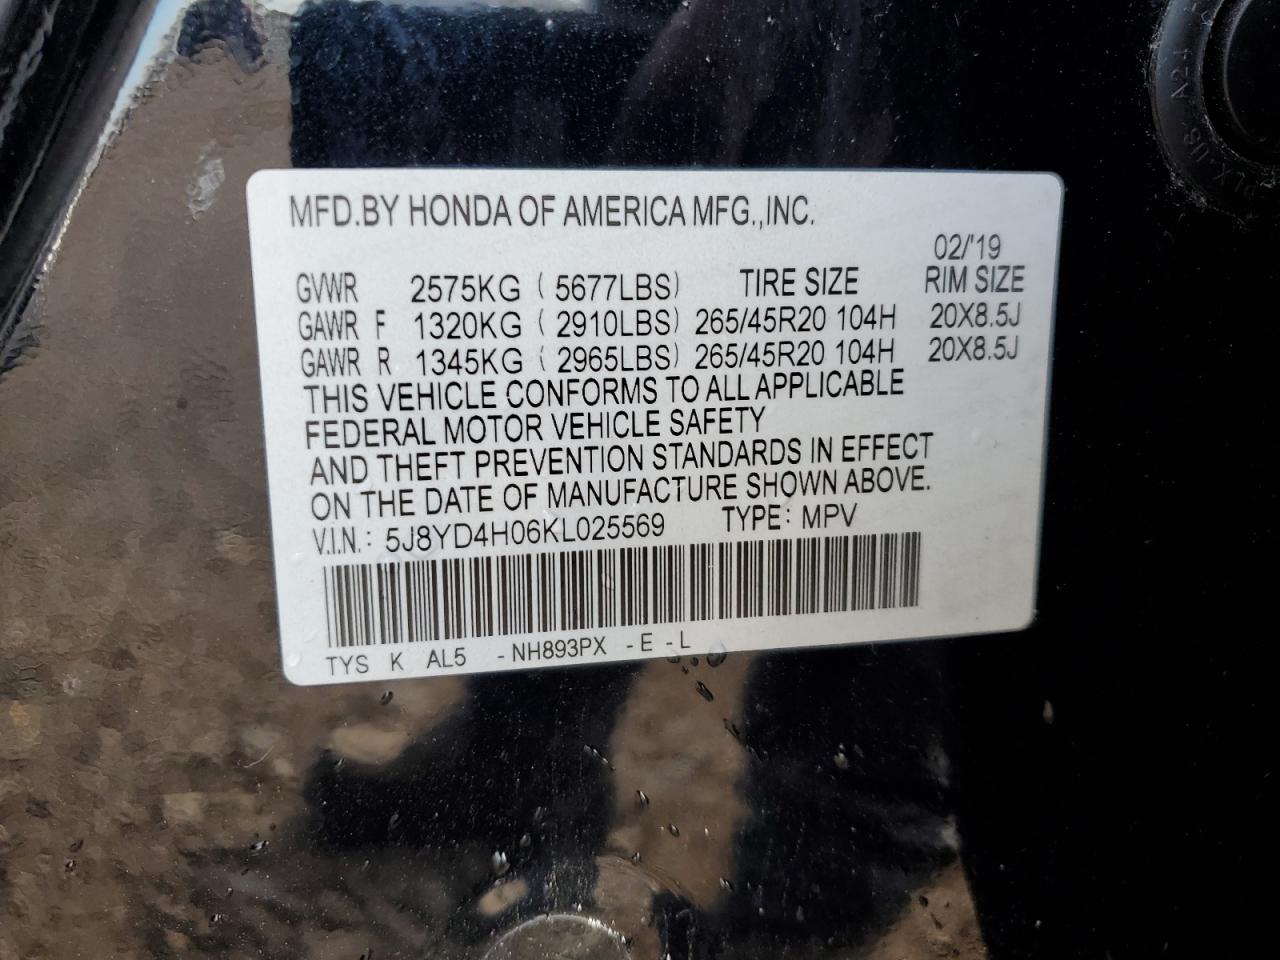 MFD.BY HONDA OF AMERICA MFG.,INC.
02/'19
GVWR 2575KG ( 5677LBS) TIRE SIZE RIM SIZE
GAWR F 1320KG ( 2910LBS) 265/45R20 104H 20X8.5J
GAWR R 1345KG ( 2965LBS) 265/45R20 104H 20X8.5J
THIS VEHICLE CONFORMS TO ALL APPLICABLE
FEDERAL MOTOR VEHICLE SAFETY
AND THEFT PREVENTION STANDARDS IN EFFECT
ON THE DATE OF MANUFACTURE SHOWN ABOVE.
V.I.N.: 5J8YD4H06KL025569 TYPE: MPV
TYS K AL5 -NH893PX -E -L